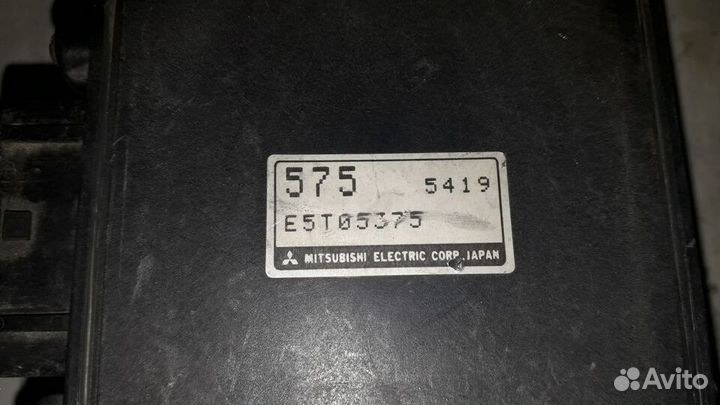 575 5419
E5T05375
MITSUBISHI ELECTRIC CORP. JAPAN
Avito